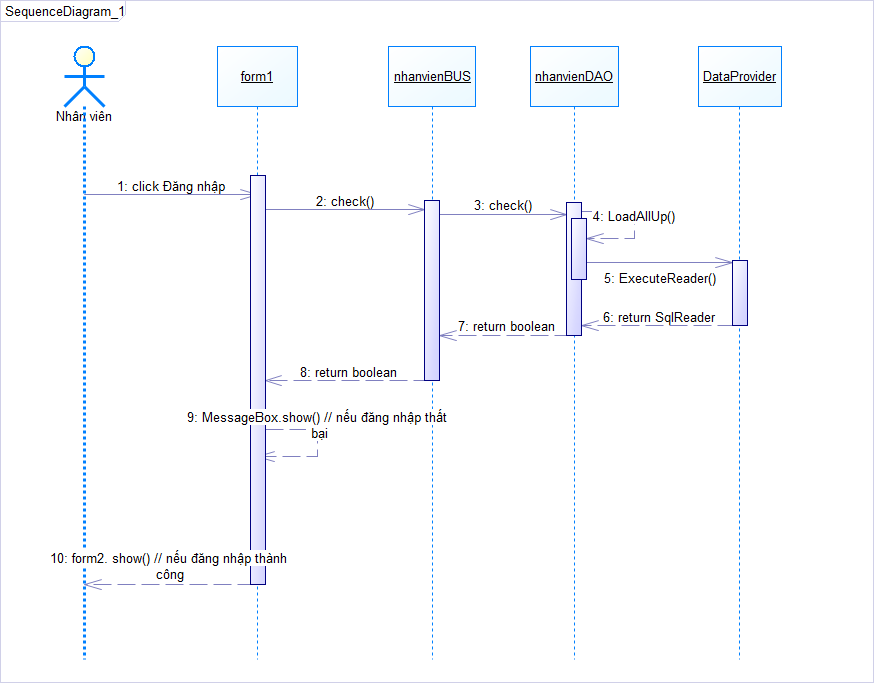 SequenceDiagram_1
Nhân viên
form1
nhanvienBUS
nhanvienDAO
DataProvider
1: click Đăng nhập
2: check()
3: check()
4: LoadAllUp()
5: ExecuteReader()
6: return SqlReader
7: return boolean
8: return boolean
9: MessageBox.show() // nếu đăng nhập thất
bại
10: form2. show() // nếu đăng nhập thành
công